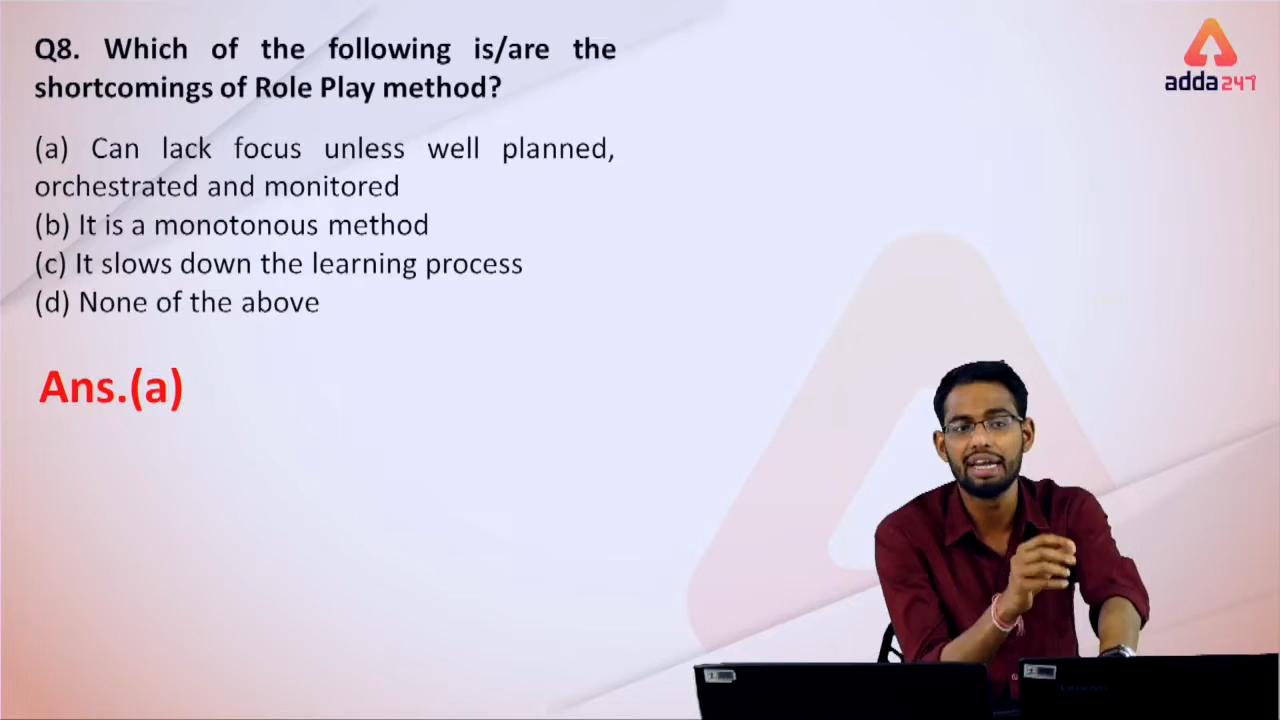 Q8. Which of the following is/are the
shortcomings of Role Play method?
(a) Can lack focus unless well planned,
orchestrated and monitored
(b) It is a monotonous method
(c) It slows down the learning process
(d) None of the above
Ans.(a)
adda247